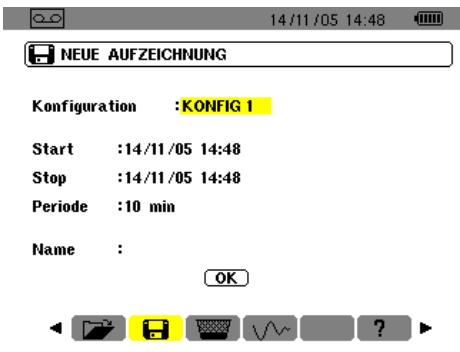 14/11/05 14:48
NEUE AUFZEICHNUNG
Konfiguration :KONFIG 1
Start :14/11/05 14:48
Stop :14/11/05 14:48
Periode :10 min
Name :
OK
?